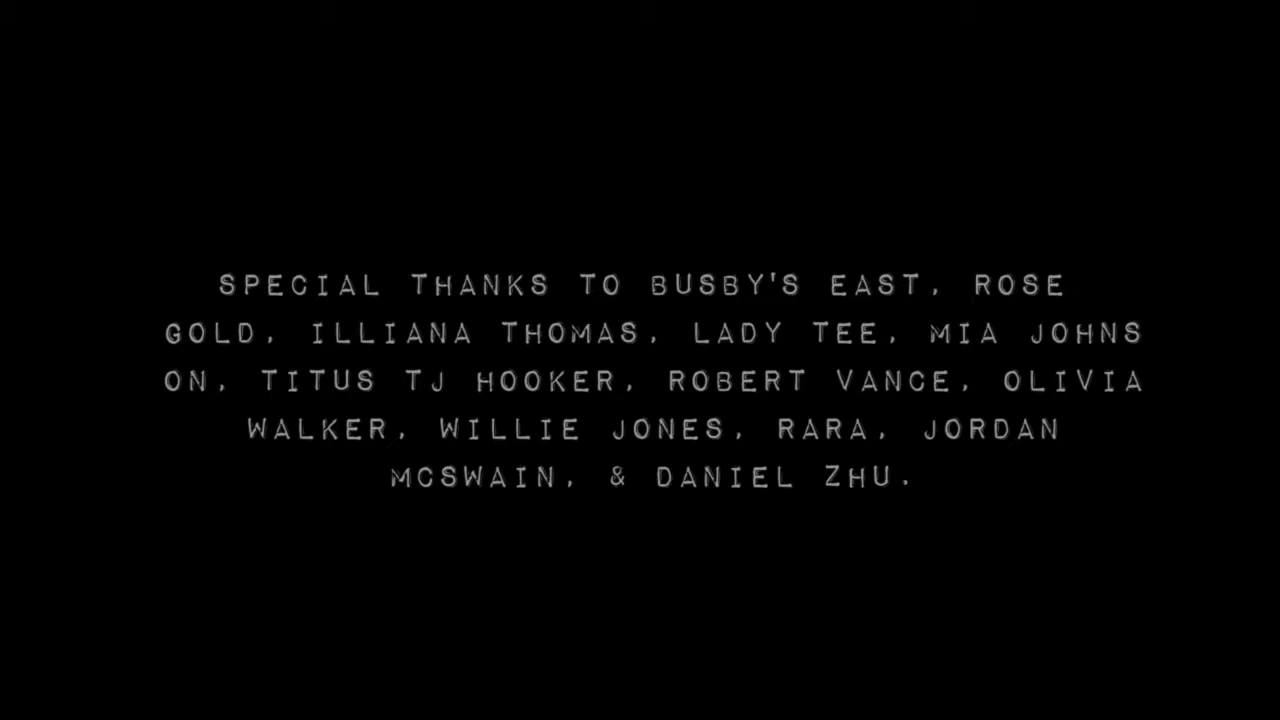 SPECIAL THANKS TO BUSBY'S EAST, ROSE
GOLD, ILLIANA THOMAS, LADY TEE, MIA JOHNS
ON, TITUS TJ HOOKER, ROBERT VANCE, OLIVIA
WALKER, WILLIE JONES, RARA, JORDAN
MCSWAIN, & DANIEL ZHU.